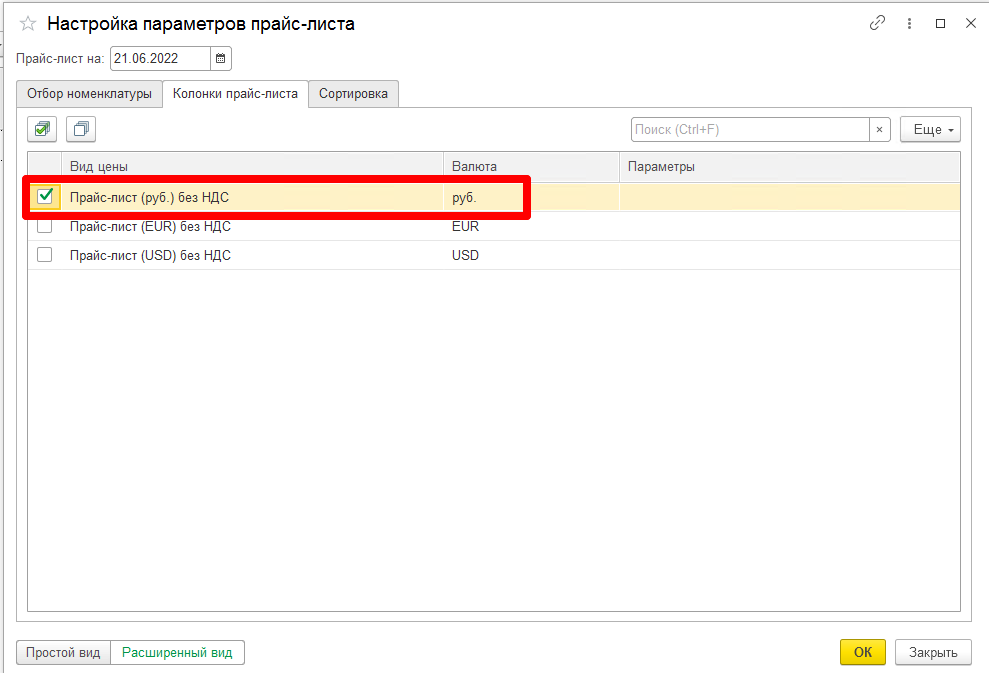 Настройка параметров прайс-листа
Прайс-лист на: 21.06.2022
Отбор номенклатуры Колонки прайс-листа Сортировка
Поиск (Ctrl+F) × Еще
Вид цены Валюта Параметры
Прайс-лист (руб.) без НДС руб.
Прайс-лист (EUR) без НДС EUR
Прайс-лист (USD) без НДС USD
Простой вид Расширенный вид ОК Закрыть